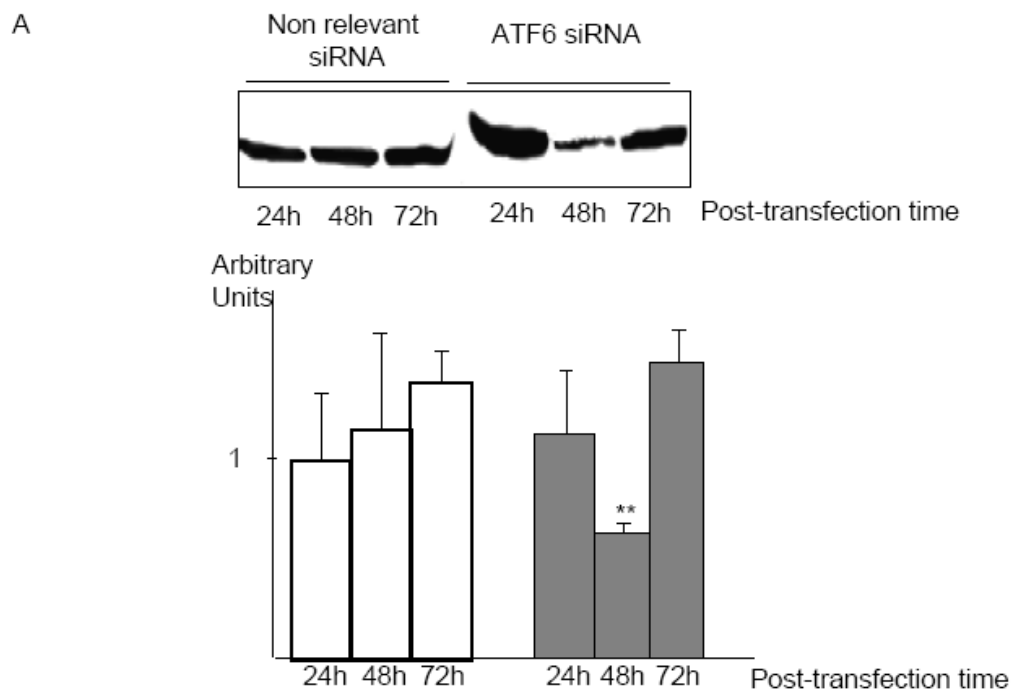 A
Non relevant
siRNA
ATF6 siRNA
24h 48h 72h 24h 48h 72h Post-transfection time
Arbitrary
Units
1
**
24h 48h 72h 24h 48h 72h Post-transfection time